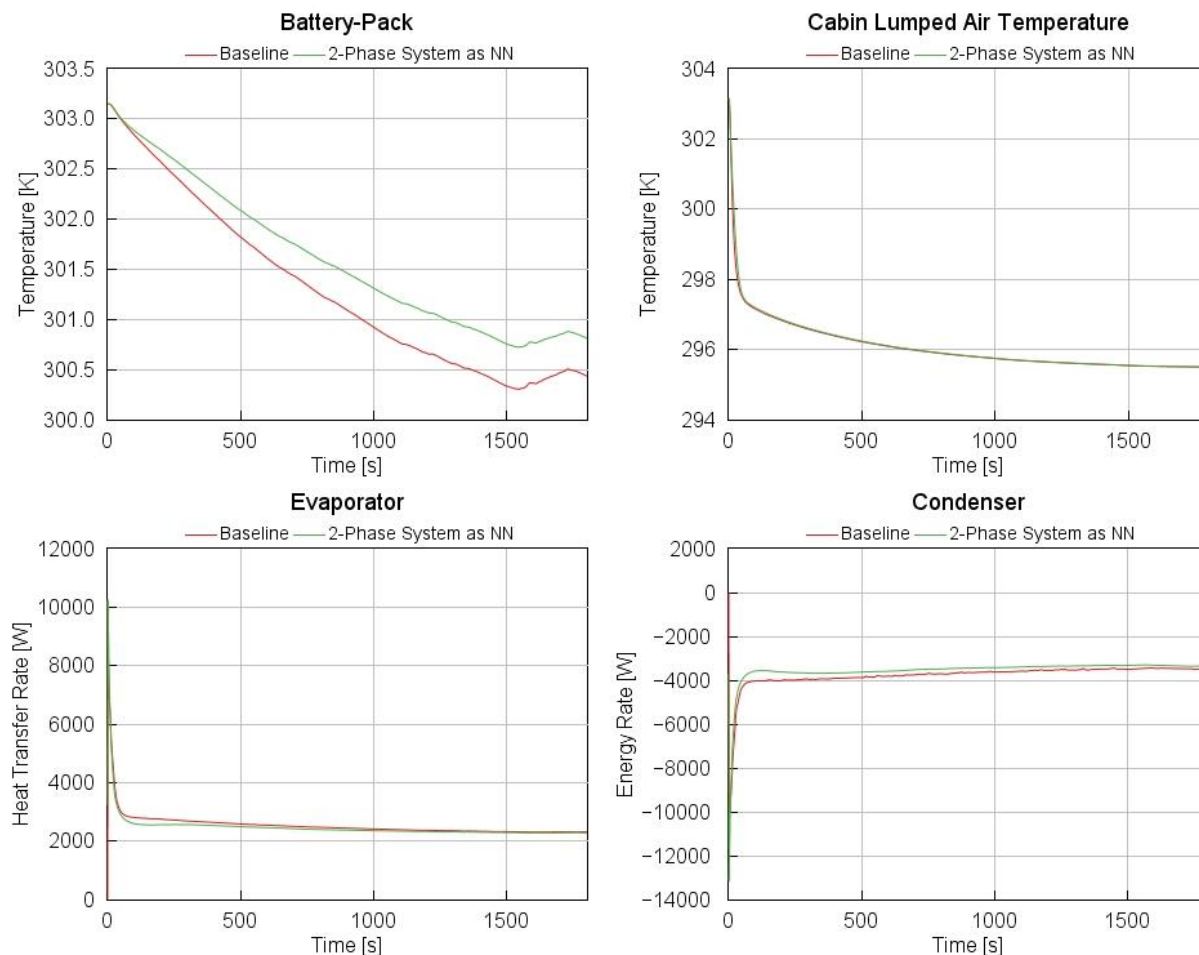 Battery-Pack
Baseline 2-Phase System as NN
303.5
303.0
302.5
302.0
301.5
301.0
300.5
300.0
Temperature [K]
0 500 1000 1500
Time [s]
Cabin Lumped Air Temperature
Baseline 2-Phase System as NN
304
302
300
298
296
294
Temperature [K]
0 500 1000 1500
Time [s]
Evaporator
Baseline 2-Phase System as NN
12000
10000
8000
6000
4000
2000
0
Heat Transfer Rate [W]
0 500 1000 1500
Time [s]
Condenser
Baseline 2-Phase System as NN
2000
0
−2000
−4000
−6000
−8000
−10000
−12000
−14000
Energy Rate [W]
0 500 1000 1500
Time [s]